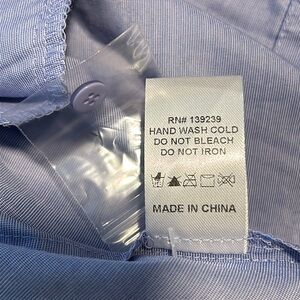 RN# 139239
HAND WASH COLD
DO NOT BLEACH
DO NOT IRON
MADE IN CHINA